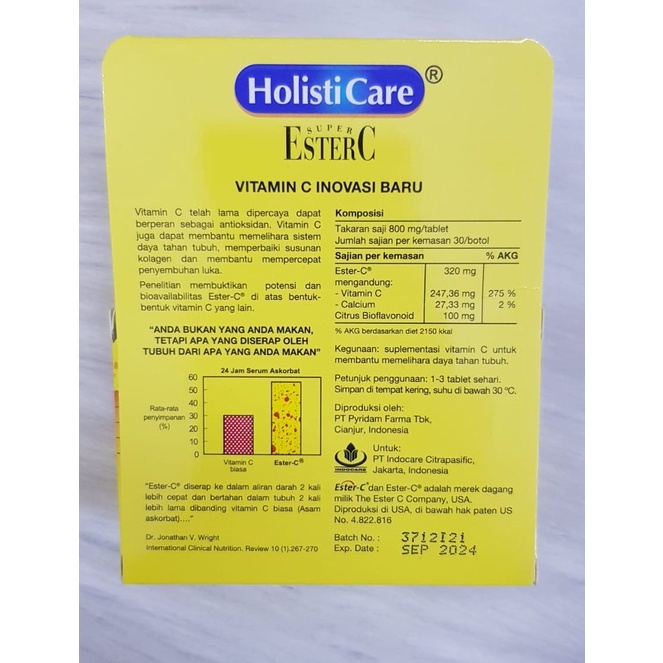 HolistiCare®
SUPER
ESTERC
VITAMIN C INOVASI BARU
Vitamin C telah lama dipercaya dapat
berperan sebagai antioksidan. Vitamin C
juga dapat membantu memelihara sistem
daya tahan tubuh, memperbaiki susunan
kolagen dan membantu mempercepat
penyembuhan luka.
Penelitian membuktikan potensi dan
bioavailabilitas Ester-C® di atas bentuk-
bentuk vitamin C yang lain.
"ANDA BUKAN YANG ANDA MAKAN,
TETAPI APA YANG DISERAP OLEH
TUBUH DARI APA YANG ANDA MAKAN"
24 Jam Serum Askorbat
Rata-rata
penyimpanan
(%)
60
50
40
30
20
10
0
Vitamin C
biasa
Ester-C®
"Ester-C® diserap ke dalam aliran darah 2 kali
lebih cepat dan bertahan dalam tubuh 2 kali
lebih lama dibanding vitamin C biasa (Asam
askorbat)...."
Dr. Jonathan V. Wright
International Clinical Nutrition. Review 10 (1).267-270
Komposisi
Takaran saji 800 mg/tablet
Jumlah sajian per kemasan 30/botol
Sajian per kemasan % AKG
Ester-C® 320 mg
mengandung:
- Vitamin C 247,36 mg 275 %
- Calcium 27,33 mg 2 %
Citrus Bioflavonoid 100 mg
% AKG berdasarkan diet 2150 kkal
Kegunaan: suplementasi vitamin C untuk
membantu memelihara daya tahan tubuh.
Petunjuk penggunaan: 1-3 tablet sehari.
Simpan di tempat kering, suhu di bawah 30 ºC.
Diproduksi oleh:
PT Pyridam Farma Tbk,
Cianjur, Indonesia
INDOCARE
Untuk:
PT Indocare Citrapasific,
Jakarta, Indonesia
Ester-C® dan Ester-C® adalah merek dagang
milik The Ester C Company, USA.
Diproduksi di USA, di bawah hak paten US
No. 4.822.816
Batch No. : 3712121
Exp. Date : SEP 2024